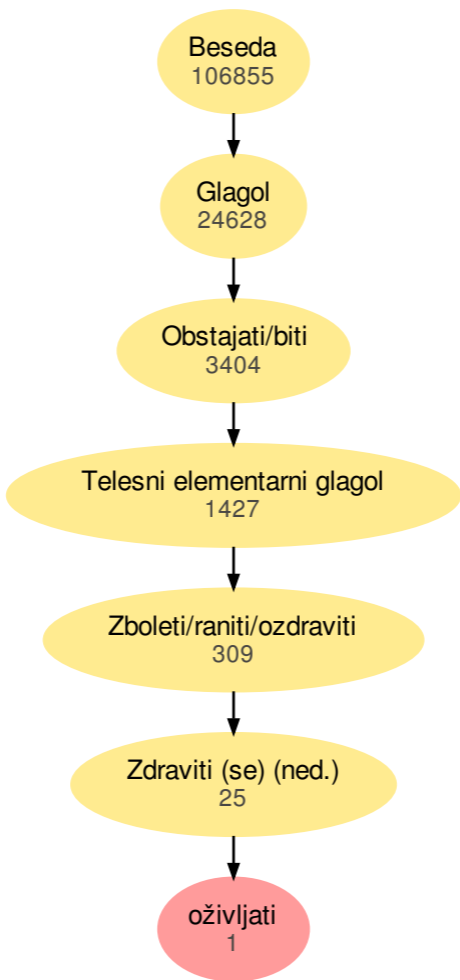 Beseda
106855
Glagol
24628
Obstajati/biti
3404
Telesni elementarni glagol
1427
Zboleti/raniti/ozdraviti
309
Zdraviti (se) (ned.)
25
oživljati
1